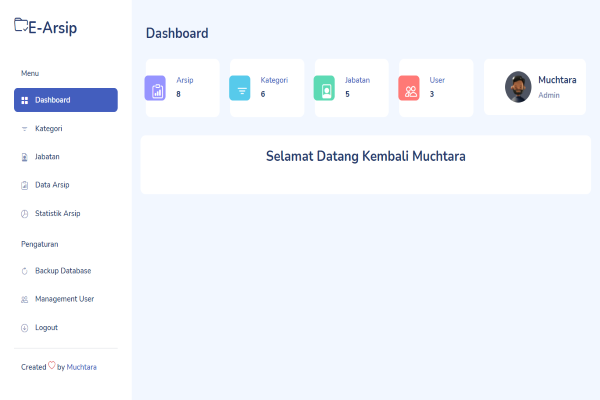 E-Arsip
Menu
Dashboard
Kategori
Jabatan
Data Arsip
Statistik Arsip
Pengaturan
Backup Database
Management User
Logout
Created by Muchtara
Dashboard
Arsip
8
Kategori
6
Jabatan
5
User
3
Muchtara
Admin
Selamat Datang Kembali Muchtara